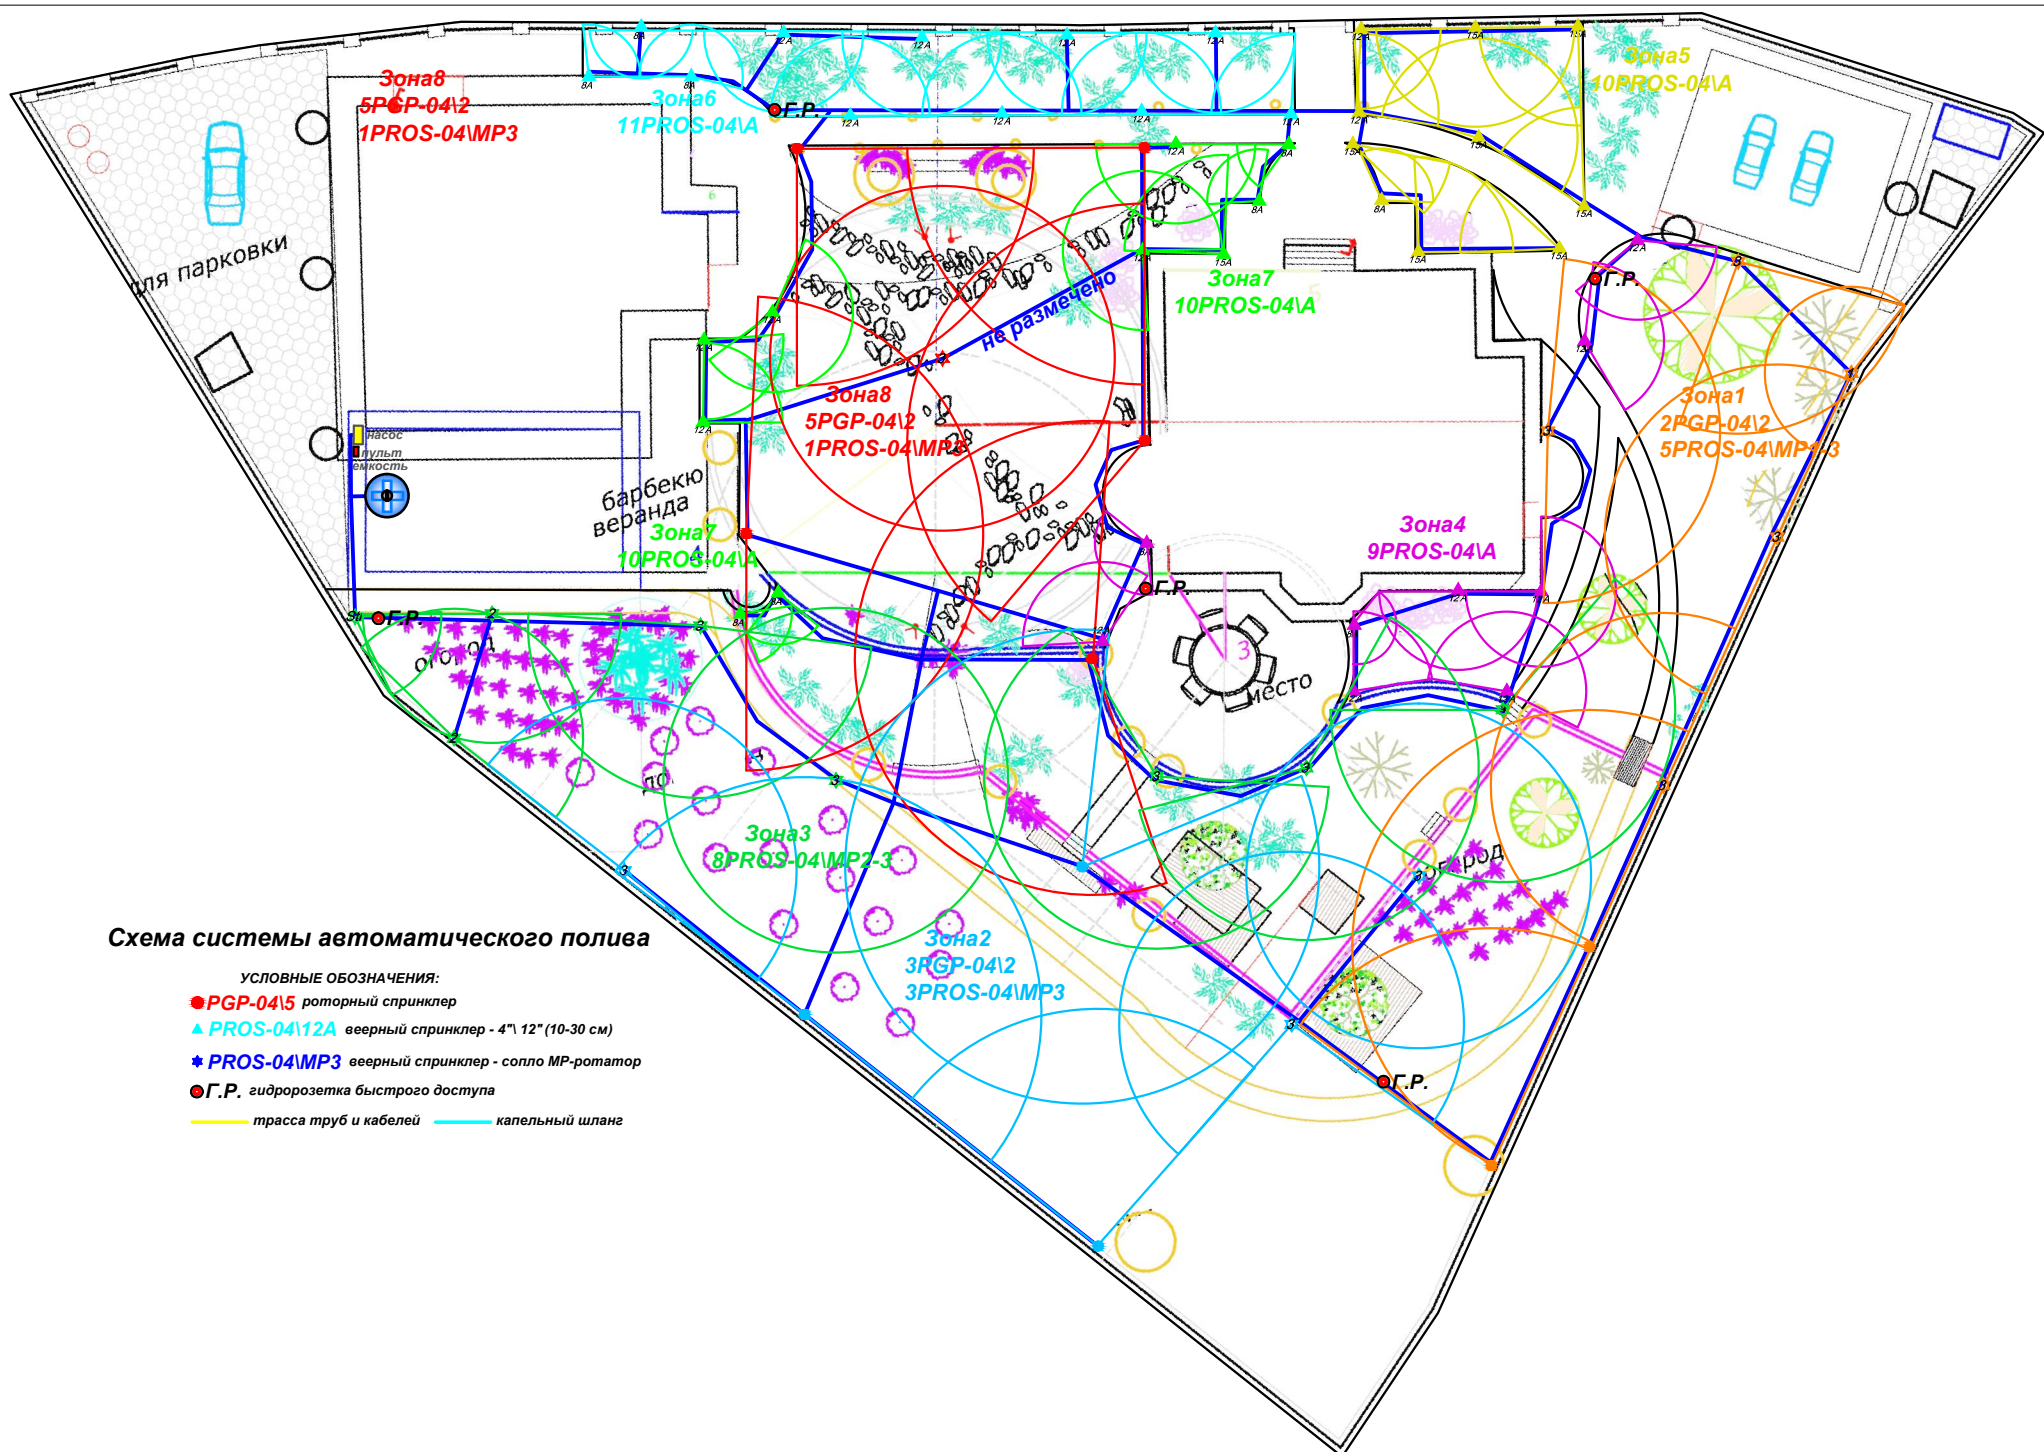 Зона8
5PGP-04\2
1PROS-04\MP3
Зона6
11PROS-04\A
Г.Р.
Зона5
10PROS-04\A
для парковки
Зона7
10PROS-04\A
не размечено
Г.Р.
Зона8
5PGP-04\2
1PROS-04\MP3
Зона1
2PGP-04\2
5PROS-04\MP1-3
насос
пульт
емкость
барбекю
веранда
Зона7
10PROS-04\A
Зона4
9PROS-04\A
Г.Р.
Г.Р.
огород
3
место
Зона3
8PROS-04\MP2-3
огород
Зона2
3PGP-04\2
3PROS-04\MP3
Г.Р.
Схема системы автоматического полива
УСЛОВНЫЕ ОБОЗНАЧЕНИЯ:
PGP-04\5 роторный спринклер
PROS-04\12A веерный спринклер - 4"\ 12" (10-30 см)
PROS-04\MP3 веерный спринклер - сопло МР-ротатор
Г.Р. гидророзетка быстрого доступа
трасса труб и кабелей капельный шланг